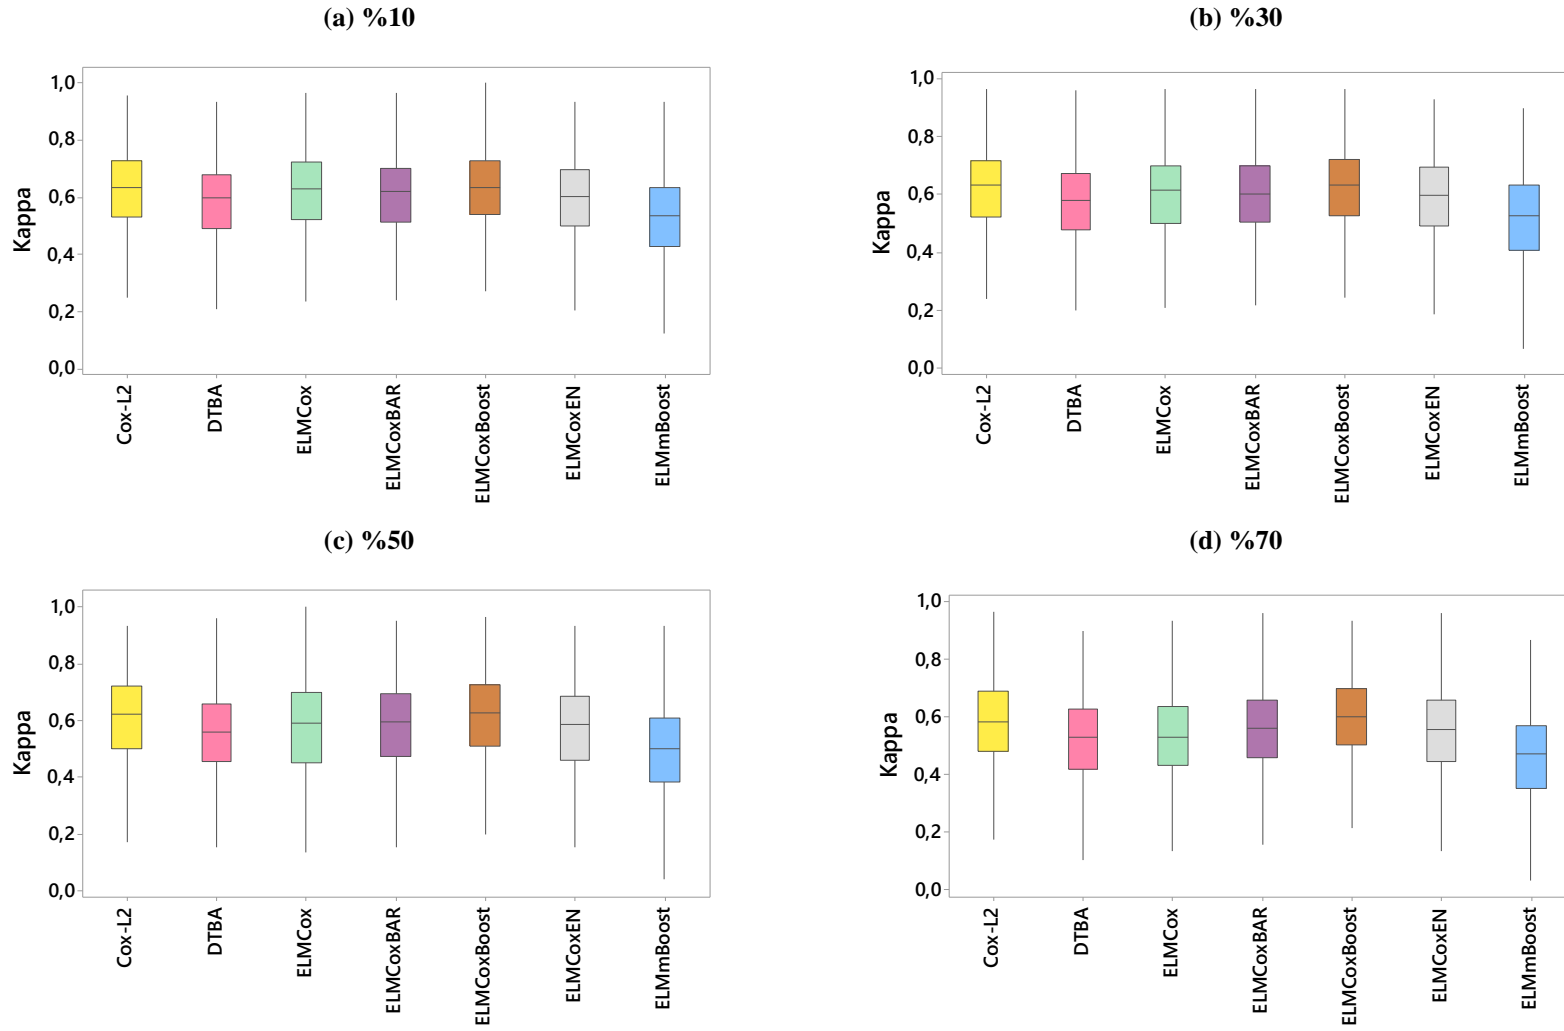 (a) %10
Kappa
1,0
0,8
0,6
0,4
0,2
0,0
Cox-L2
DTBA
ELMCox
ELMCoxBAR
ELMCoxBoost
ELMCoxEN
ELMmBoost
(b) %30
Kappa
1,0
0,8
0,6
0,4
0,2
0,0
Cox-L2
DTBA
ELMCox
ELMCoxBAR
ELMCoxBoost
ELMCoxEN
ELMmBoost
(c) %50
Kappa
1,0
0,8
0,6
0,4
0,2
0,0
Cox-L2
DTBA
ELMCox
ELMCoxBAR
ELMCoxBoost
ELMCoxEN
ELMmBoost
(d) %70
Kappa
1,0
0,8
0,6
0,4
0,2
0,0
Cox-L2
DTBA
ELMCox
ELMCoxBAR
ELMCoxBoost
ELMCoxEN
ELMmBoost